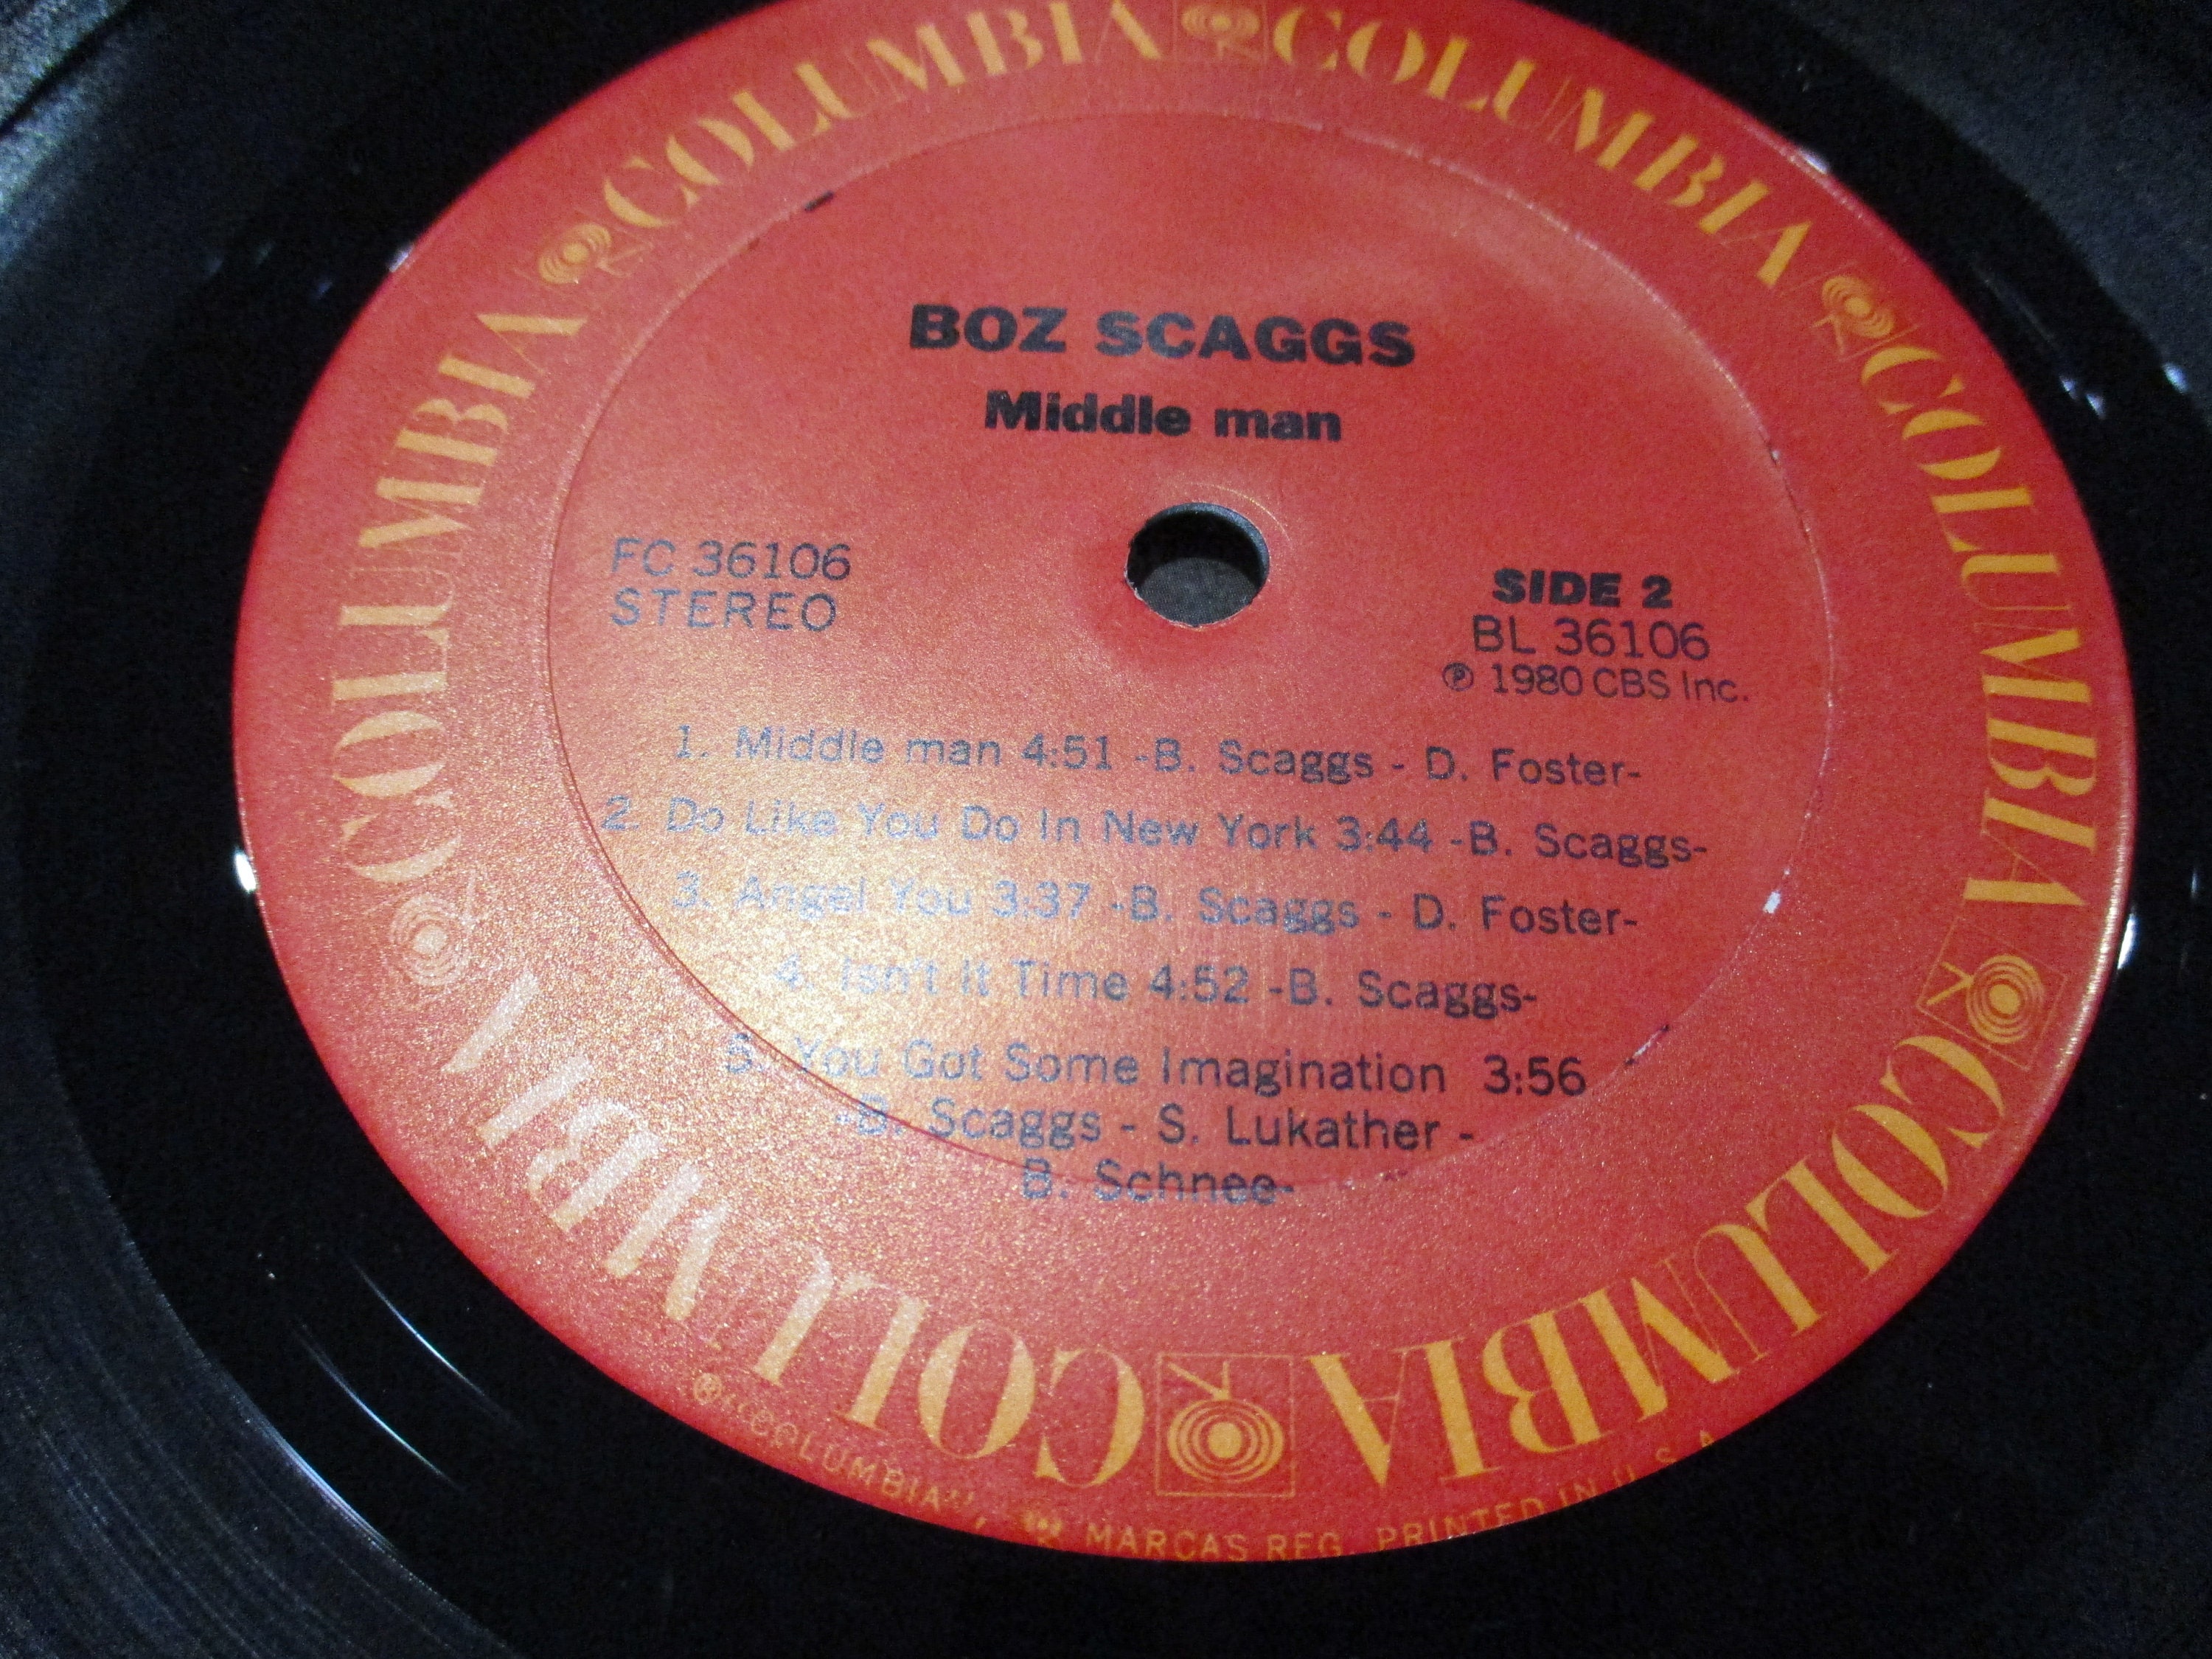 COLUMBIA COLUMBIA COLUMBIA COLUMBIA COLUMBIA COLUMBIA COLUMBIA
BOZ SCAGGS
Middle man
FC 36106
STEREO
SIDE 2
BL 36106
℗ 1980 CBS Inc.
1. Middle man 4:51 -B. Scaggs - D. Foster-
2. Do Like You Do In New York 3:44 -B. Scaggs-
3. Angel You 3:37 -B. Scaggs - D. Foster-
4. Isn't It Time 4:52 -B. Scaggs-
5. You Got Some Imagination 3:56
-B. Scaggs - S. Lukather -
B. Schnee-
® "COLUMBIA", MARCAS REG. PRINTED IN U.S.A.